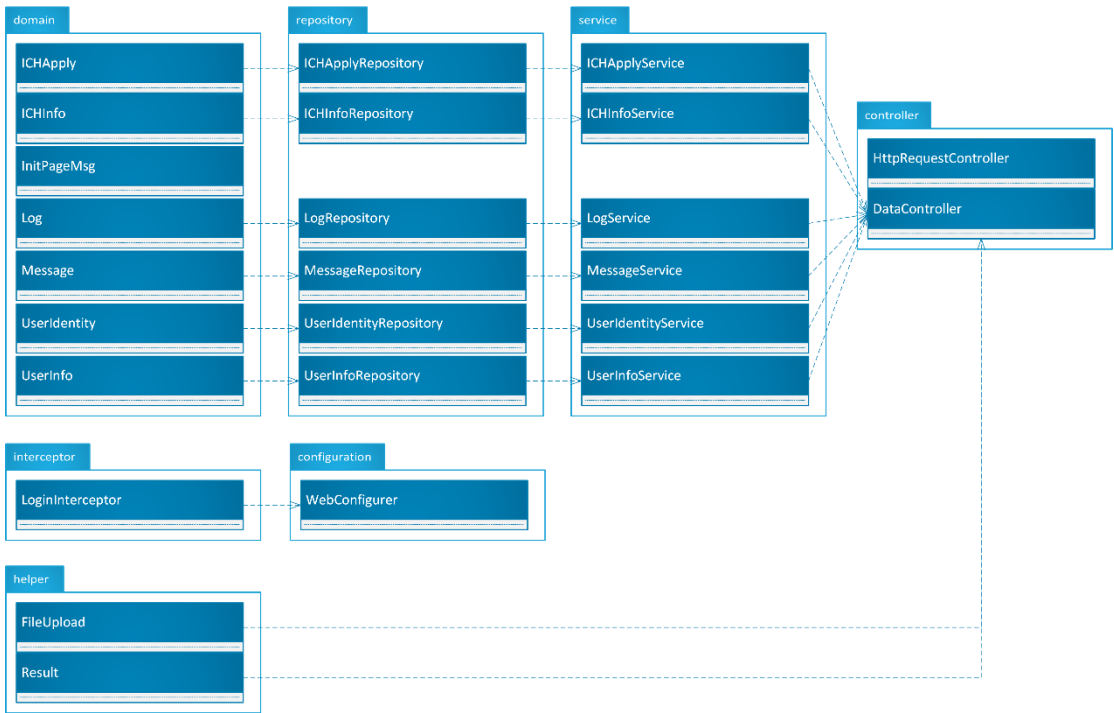 domain
ICHApply
ICHInfo
InitPageMsg
Log
Message
UserIdentity
UserInfo
repository
ICHApplyRepository
ICHInfoRepository
LogRepository
MessageRepository
UserIdentityRepository
UserInfoRepository
service
ICHApplyService
ICHInfoService
LogService
MessageService
UserIdentityService
UserInfoService
controller
HttpRequestController
DataController
interceptor
LoginInterceptor
configuration
WebConfigurer
helper
FileUpload
Result